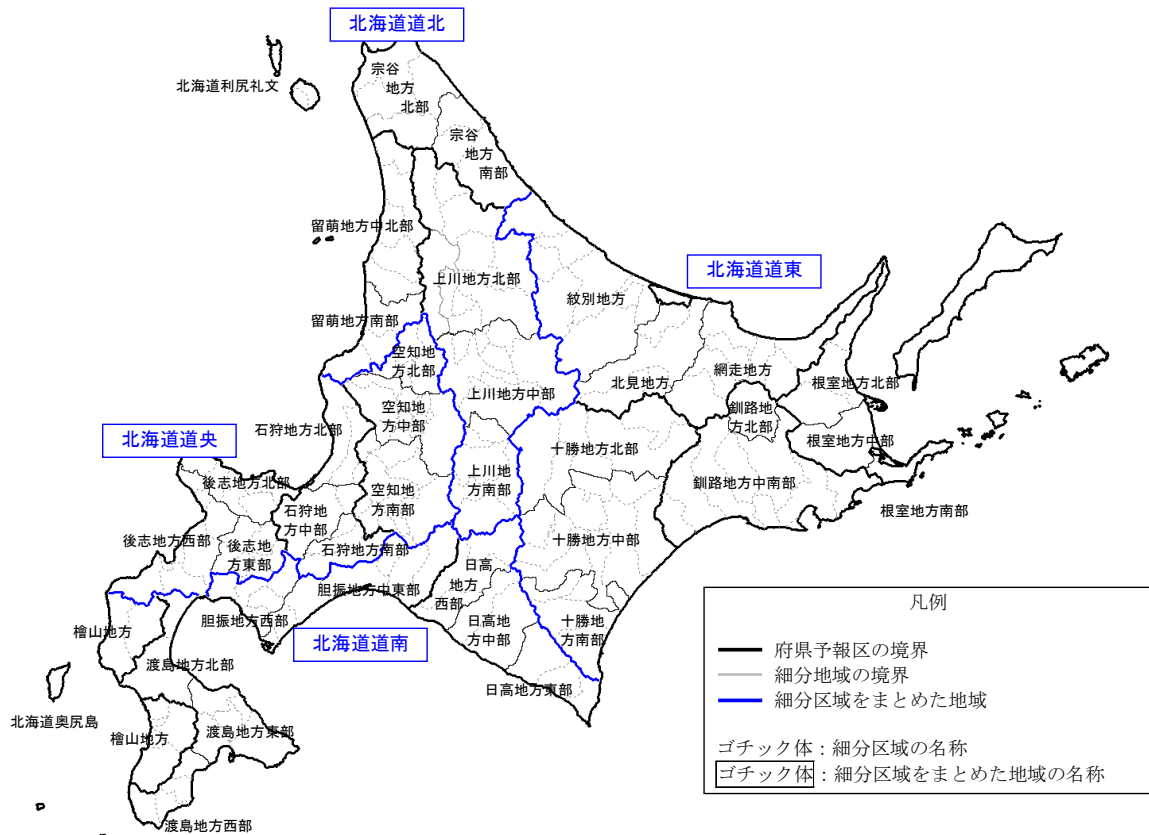 北海道道北
宗谷
地方
北部
北海道利尻礼文
宗谷
地方
南部
留萌地方中北部
北海道道東
上川地方北部
紋別地方
留萌地方南部
空知地
方北部
上川地方中部
北見地方
網走地方
根室地方北部
空知地
方中部
釧路地
方北部
石狩地方北部
北海道道央
根室地方中部
十勝地方北部
上川地
方南部
後志地方北部
釧路地方中南部
空知地
方南部
石狩地
方中部
根室地方南部
後志地方西部
後志地
方東部
石狩地方南部
十勝地方中部
日高
地方
西部
胆振地方中東部
胆振地方西部
日高地
方中部
十勝地
方南部
檜山地方
北海道道南
渡島地方北部
日高地方東部
北海道奥尻島
檜山地方
渡島地方東部
渡島地方西部
凡例
府県予報区の境界
細分地域の境界
細分区域をまとめた地域
ゴチック体：細分区域の名称
ゴチック体：細分区域をまとめた地域の名称